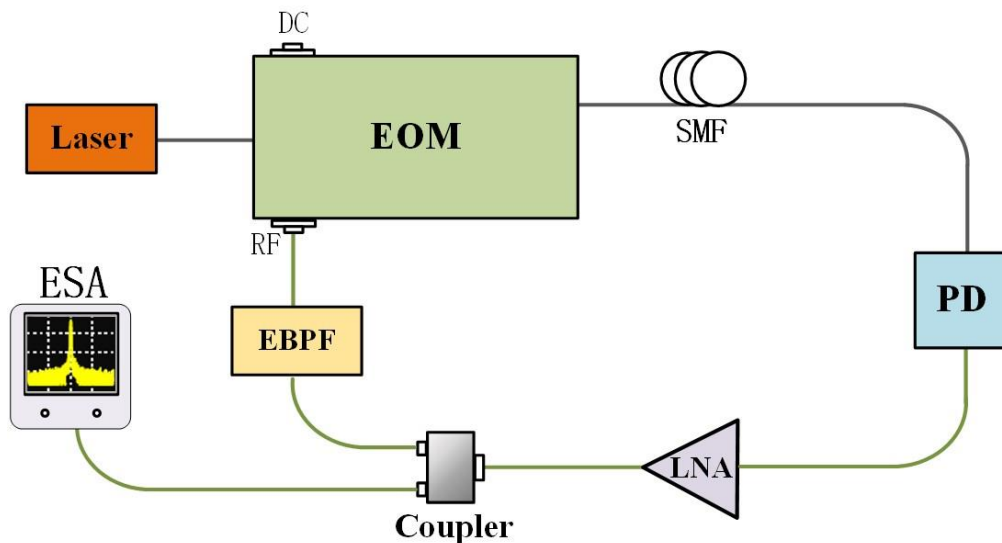 DC
Laser
EOM
SMF
RF
ESA
EBPF
PD
LNA
Coupler